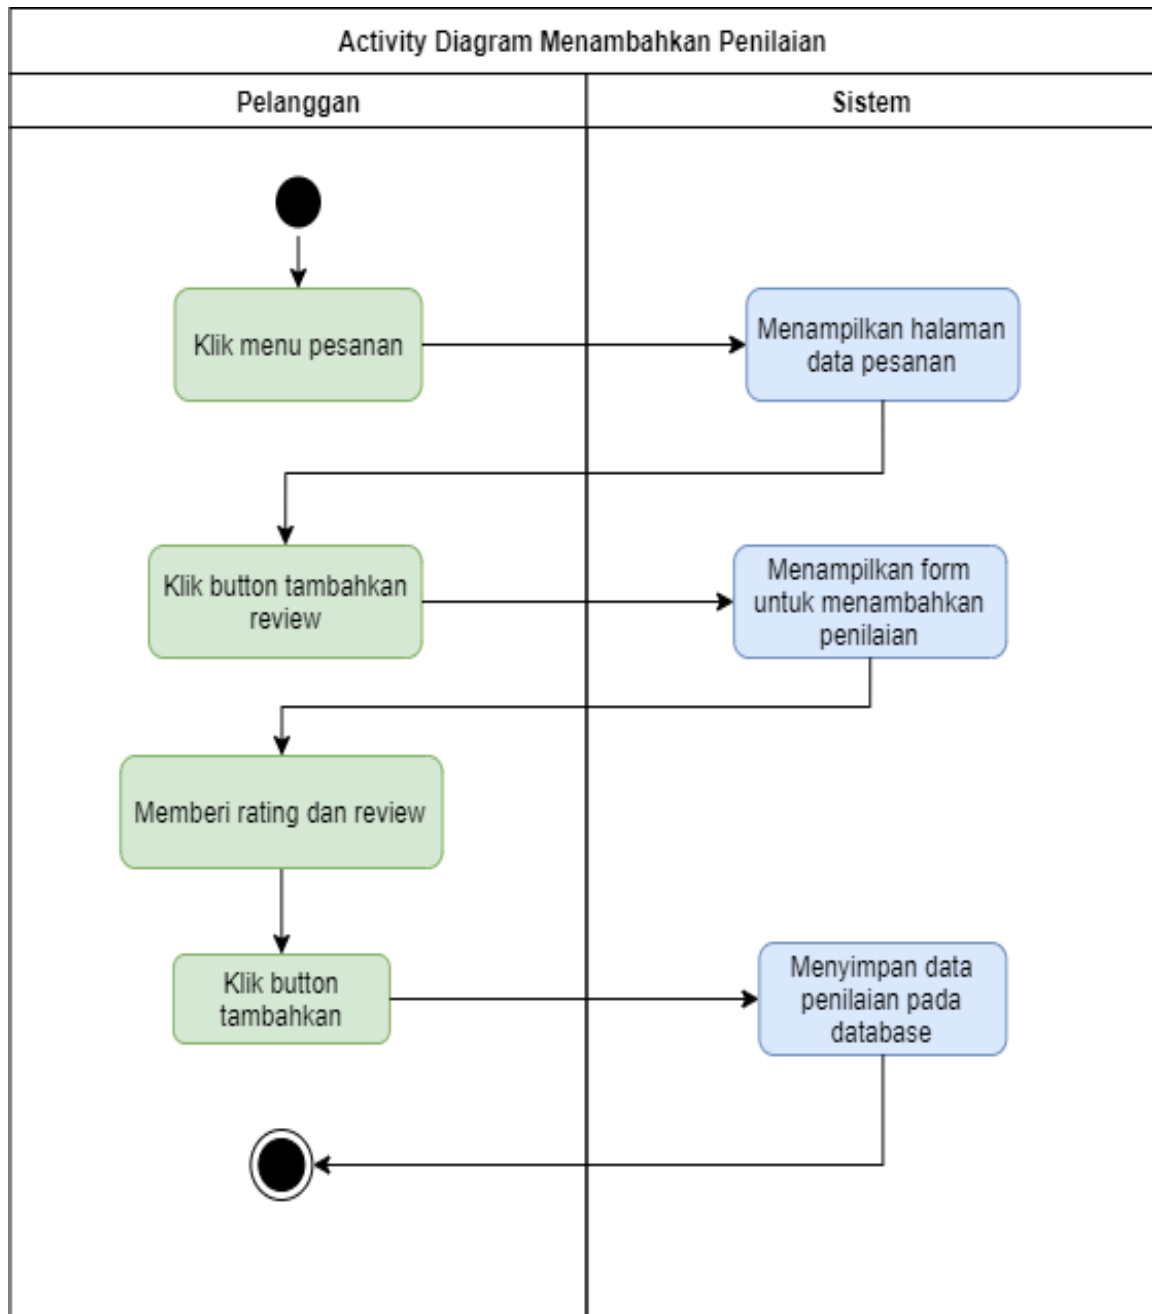 Activity Diagram Menambahkan Penilaian
Pelanggan
Sistem
Klik menu pesanan
Menampilkan halaman
data pesanan
Klik button tambahkan
review
Menampilkan form
untuk menambahkan
penilaian
Memberi rating dan review
Klik button
tambahkan
Menyimpan data
penilaian pada
database